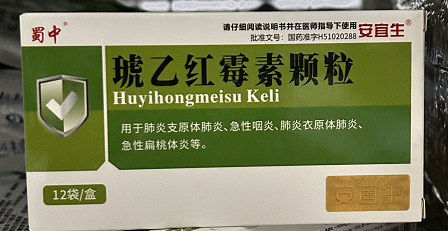 蜀中
请仔细阅读说明书并在医师指导下使用
批准文号：国药准字H51020288
安宜生
琥乙红霉素颗粒
Huyihongmeisu Keli
用于肺炎支原体肺炎、急性咽炎、肺炎衣原体肺炎、
急性扁桃体炎等。
12袋/盒
安宜生